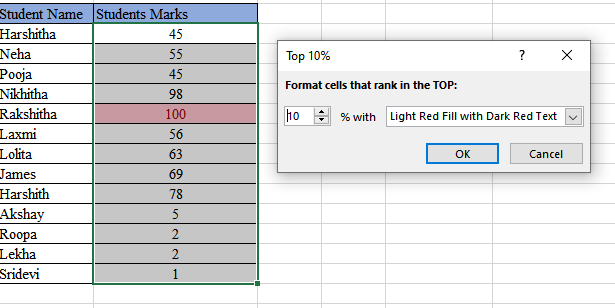 Student Name Students Marks
Harshitha 45
Neha 55
Pooja 45
Nikhitha 98
Rakshitha 100
Laxmi 56
Lolita 63
James 69
Harshith 78
Akshay 5
Roopa 2
Lekha 2
Sridevi 1
Top 10% ?
Format cells that rank in the TOP:
10 % with Light Red Fill with Dark Red Text
OK Cancel